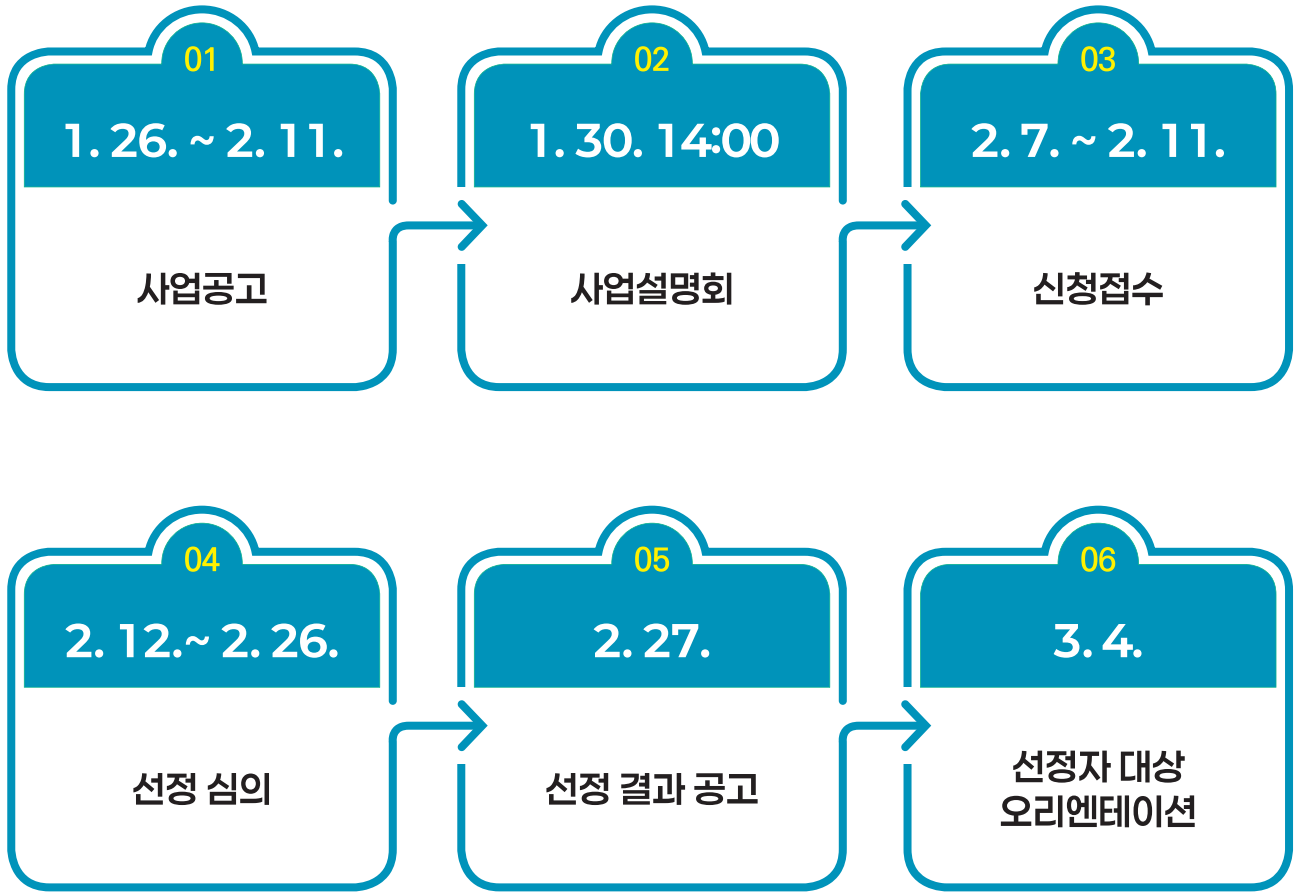 01
1. 26. ~ 2. 11.
사업공고
02
1. 30. 14:00
사업설명회
03
2. 7. ~ 2. 11.
신청접수
04
2. 12.~ 2. 26.
선정 심의
05
2. 27.
선정 결과 공고
06
3. 4.
선정자 대상
오리엔테이션